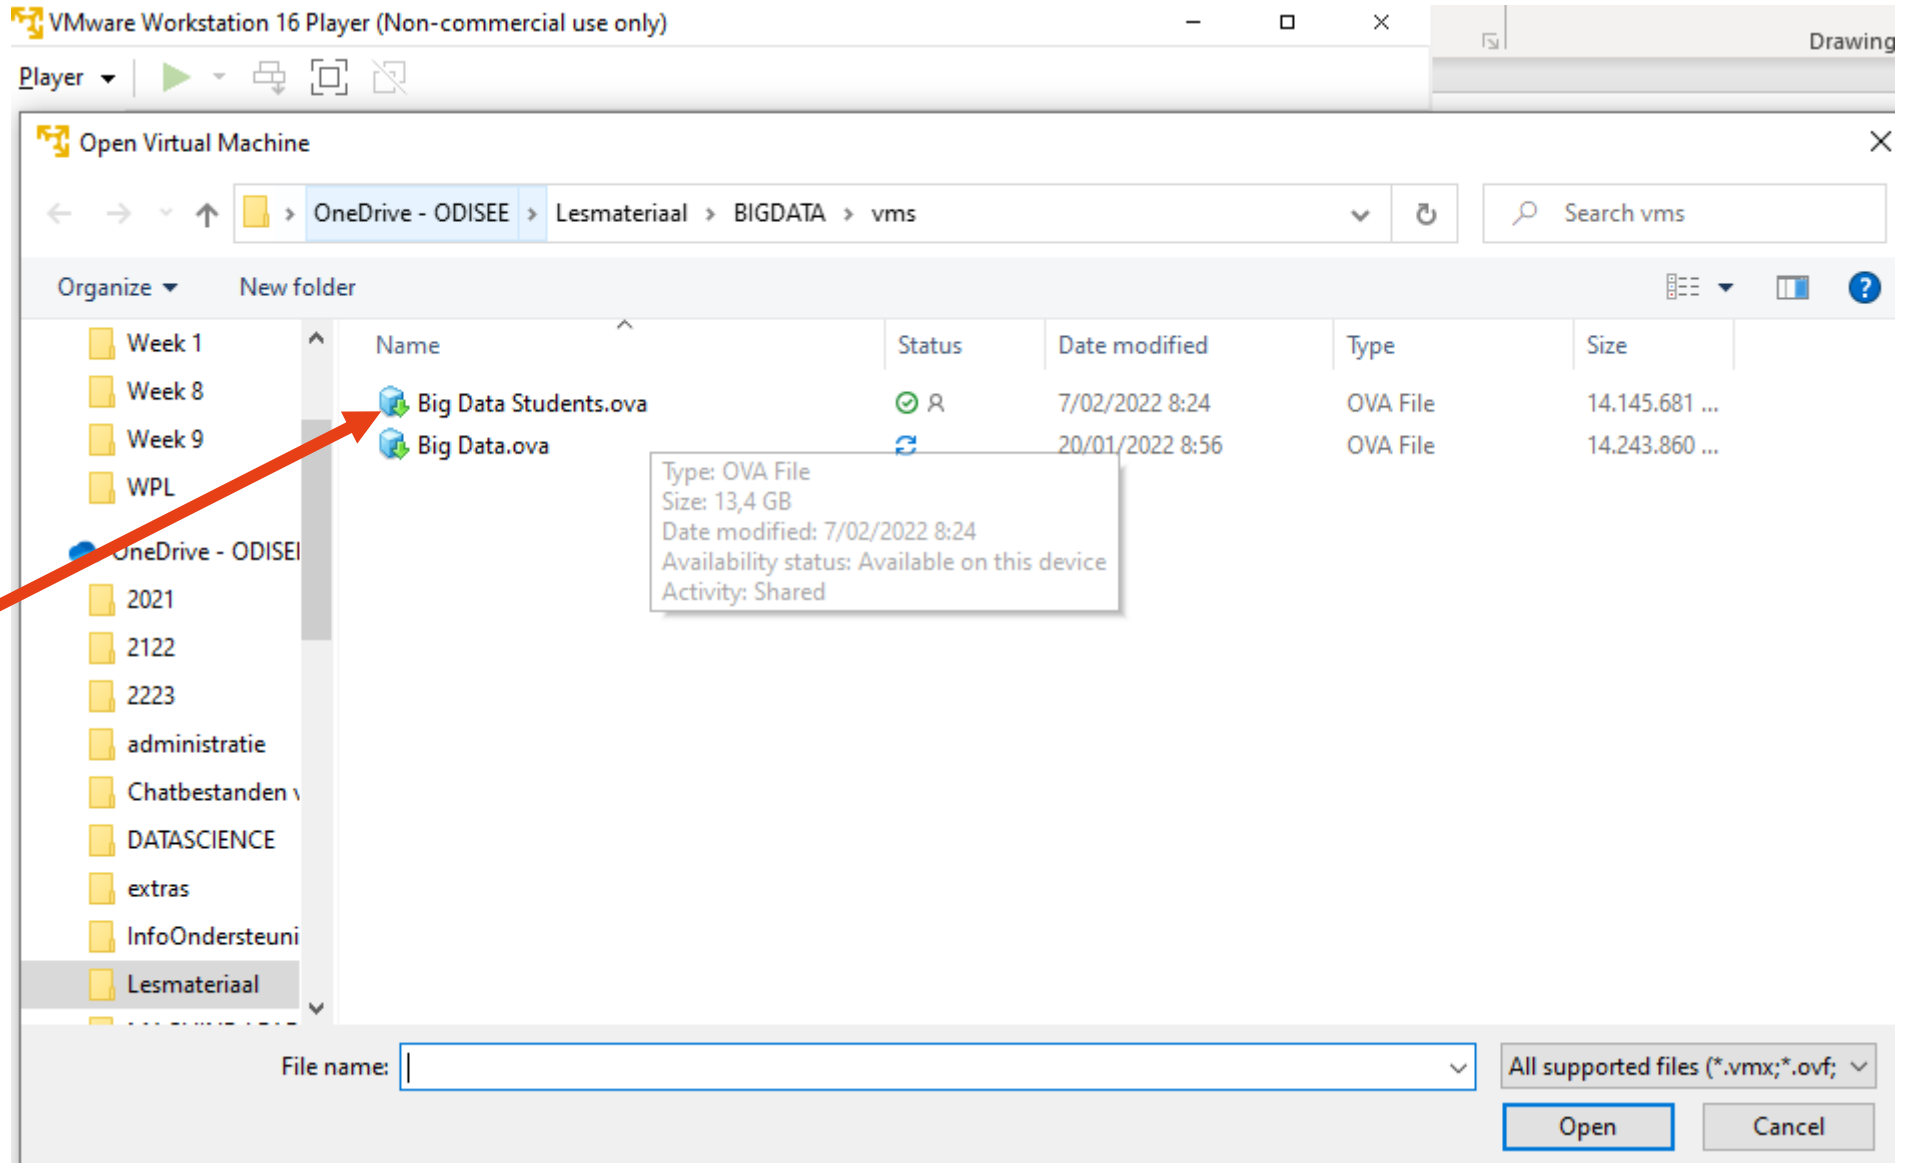 VMware Workstation 16 Player (Non-commercial use only)
Drawing
Player
Open Virtual Machine
OneDrive - ODISEE > Lesmateriaal > BIGDATA > vms
Search vms
Organize
New folder
Name
Status
Date modified
Type
Size
Big Data Students.ova
7/02/2022 8:24
OVA File
14.145.681 ...
Big Data.ova
20/01/2022 8:56
OVA File
14.243.860 ...
Type: OVA File
Size: 13,4 GB
Date modified: 7/02/2022 8:24
Availability status: Available on this device
Activity: Shared
Week 1
Week 8
Week 9
WPL
OneDrive - ODISEI
2021
2122
2223
administratie
Chatbestanden
DATASCIENCE
extras
InfoOndersteuni
Lesmateriaal
File name:
All supported files (*.vmx;*.ovf;
Open
Cancel